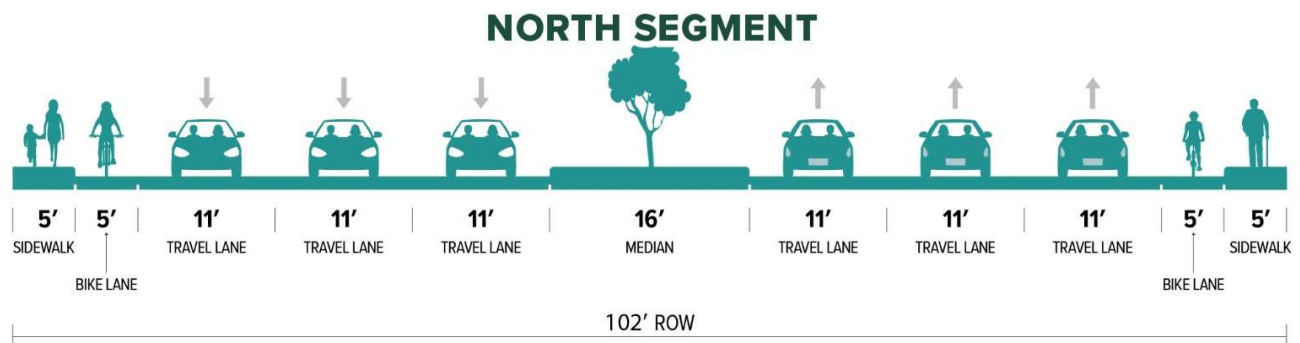 NORTH SEGMENT
5’ 5’ 11’ 11’ 11’ 16’ 11’ 11’ 11’ 5’ 5’
SIDEWALK TRAVEL LANE TRAVEL LANE TRAVEL LANE MEDIAN TRAVEL LANE TRAVEL LANE TRAVEL LANE SIDEWALK
BIKE LANE BIKE LANE
102’ ROW